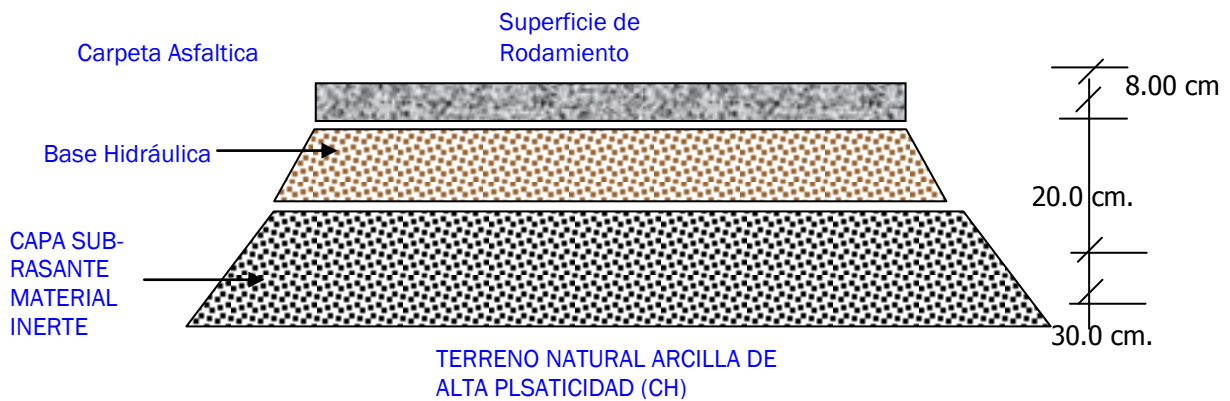 Superficie de
Rodamiento
Carpeta Asfaltica
8.00 cm
Base Hidráulica
20.0 cm.
CAPA SUB-
RASANTE
MATERIAL
INERTE
30.0 cm.
TERRENO NATURAL ARCILLA DE
ALTA PLSATICIDAD (CH)